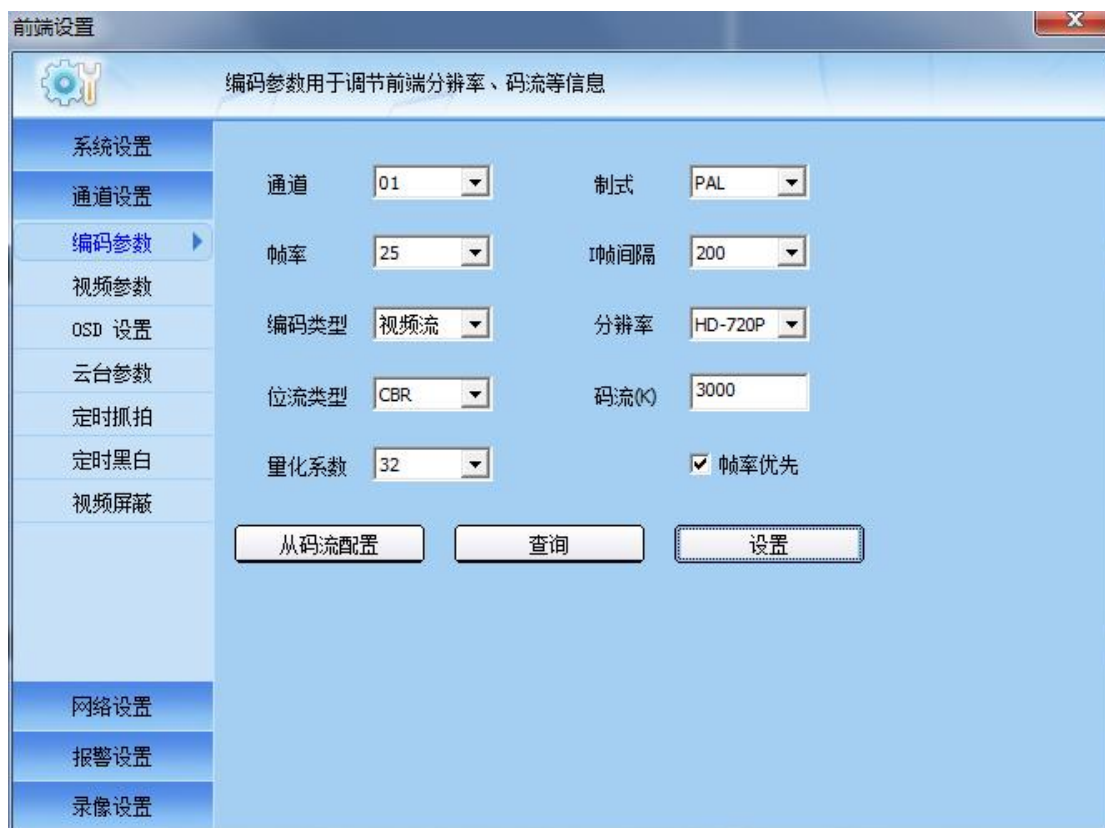 前端设置
编码参数用于调节前端分辨率、码流等信息
系统设置
通道设置
编码参数
视频参数
OSD 设置
云台参数
定时抓拍
定时黑白
视频屏蔽
网络设置
报警设置
录像设置
通道 01 制式 PAL
帧率 25 I帧间隔 200
编码类型 视频流 分辨率 HD-720P
位流类型 CBR 码流(K) 3000
量化系数 32 帧率优先
从码流配置 查询 设置